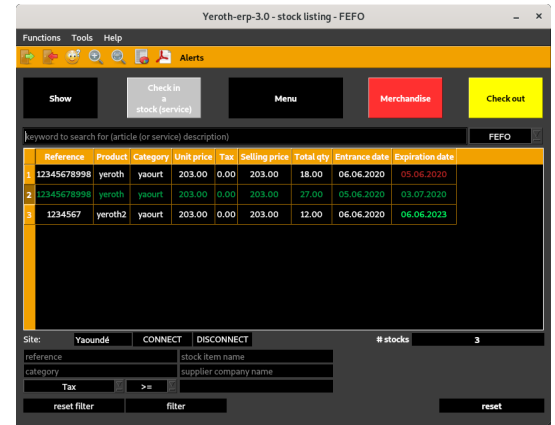 Yeroth-erp-3.0 - stock listing - FEFO
Functions Tools Help
Alerts
Show Check in a stock (service) Menu Merchandise Check out
keyword to search for (article (or service) description) FEFO
Reference Product Category Unit price Tax Selling price Total qty Entrance date Expiration date
1 12345678998 yeroth yaourt 203.00 0.00 203.00 18.00 06.06.2020 05.06.2020
2 12345678998 yeroth yaourt 203.00 0.00 203.00 27.00 05.06.2020 03.07.2020
3 1234567 yeroth2 yaourt 203.00 0.00 203.00 12.00 06.06.2020 06.06.2023
Site: Yaoundé CONNECT DISCONNECT # stocks 3
reference stock item name
category supplier company name
Tax >=
reset filter filter reset